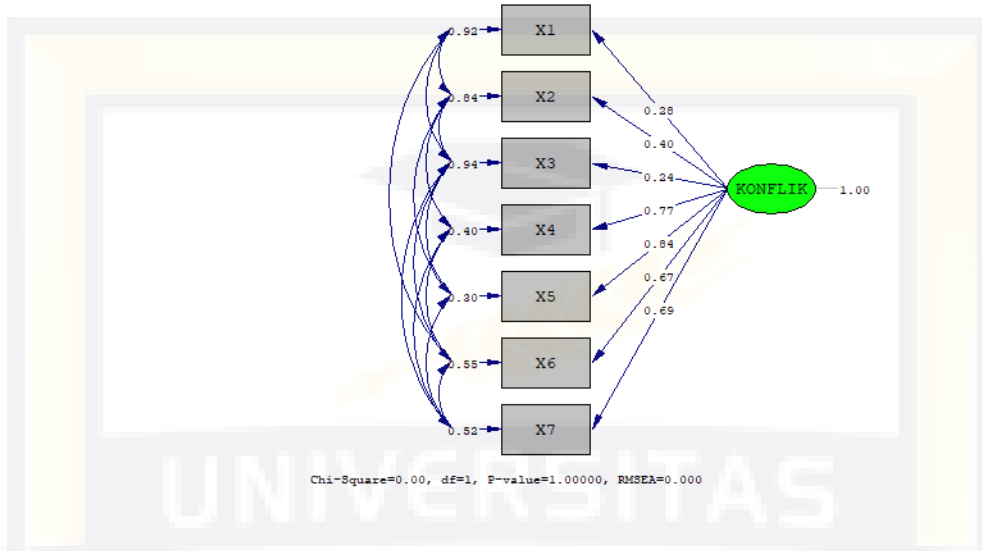 0.92 X1
0.84 X2
0.94 X3
0.40 X4
0.30 X5
0.55 X6
0.52 X7
0.28
0.40
0.24
0.77
0.84
0.67
0.69
KONFLIK 1.00
Chi-Square=0.00, df=1, P-value=1.00000, RMSEA=0.000
UNIVERSITAS